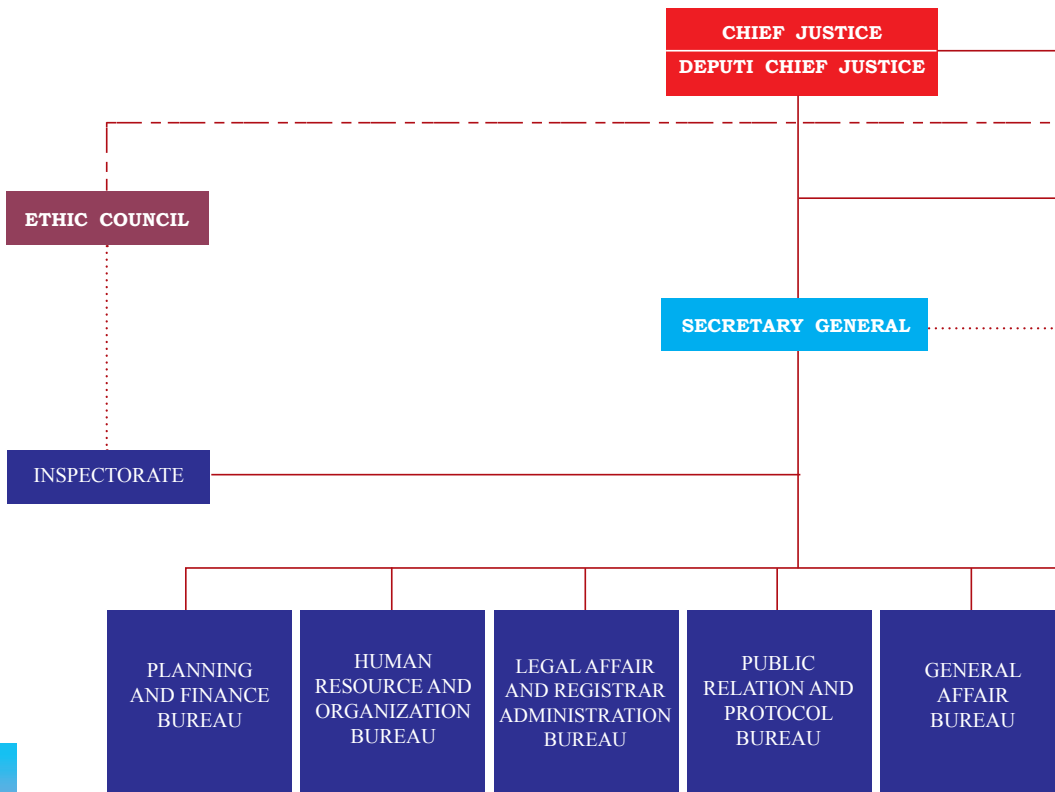 CHIEF JUSTICE
DEPUTI CHIEF JUSTICE
ETHIC COUNCIL
SECRETARY GENERAL
INSPECTORATE
PLANNING
AND FINANCE
BUREAU
HUMAN
RESOURCE AND
ORGANIZATION
BUREAU
LEGAL AFFAIR
AND REGISTRAR
ADMINISTRATION
BUREAU
PUBLIC
RELATION AND
PROTOCOL
BUREAU
GENERAL
AFFAIR
BUREAU